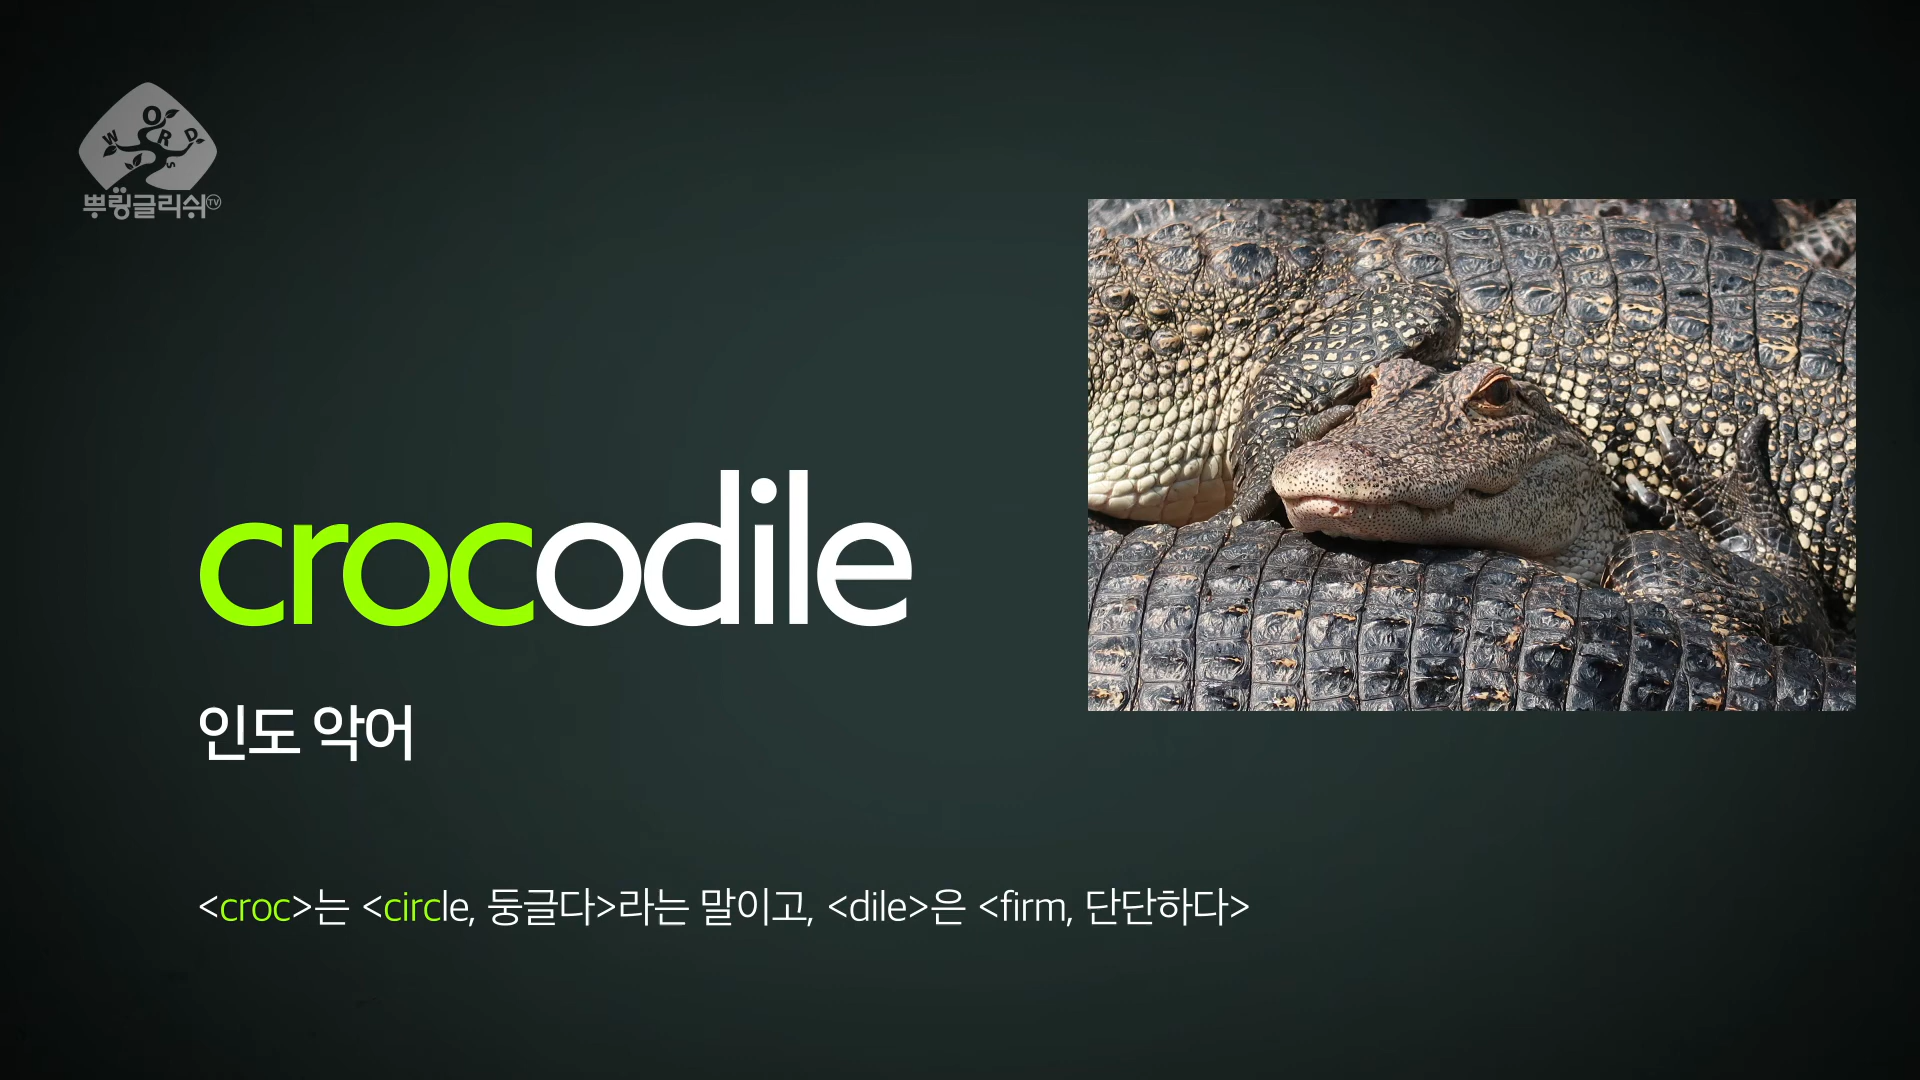 WORDS
뿌링글리쉬TV
crocodile
인도 악어
<croc>는 <circle, 둥글다>라는 말이고, <dile>은 <firm, 단단하다>